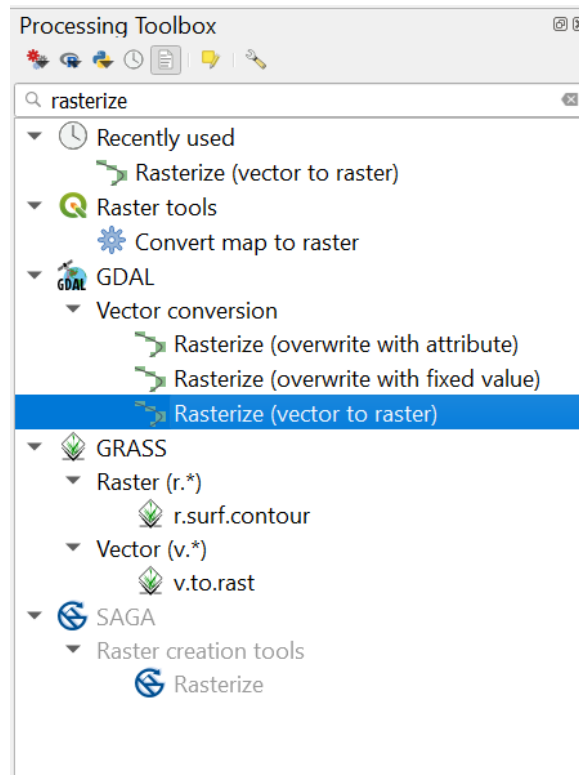 Processing Toolbox
rasterize
Recently used
Rasterize (vector to raster)
Raster tools
Convert map to raster
GDAL GDAL
Vector conversion
Rasterize (overwrite with attribute)
Rasterize (overwrite with fixed value)
Rasterize (vector to raster)
GRASS
Raster (r.*)
r.surf.contour
Vector (v.*)
v.to.rast
SAGA
Raster creation tools
Rasterize